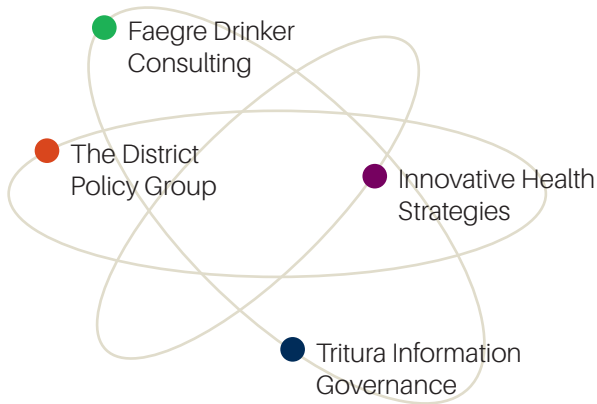 Faegre Drinker
Consulting
The District
Policy Group
Innovative Health
Strategies
Tritura Information
Governance